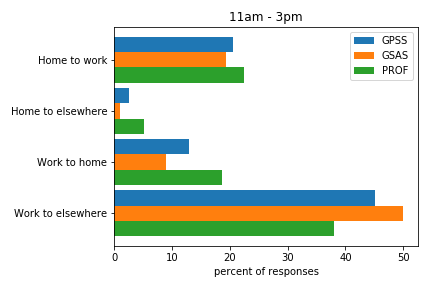 11am - 3pm
GPSS
GSAS
PROF
Home to work
Home to elsewhere
Work to home
Work to elsewhere
0 10 20 30 40 50
percent of responses